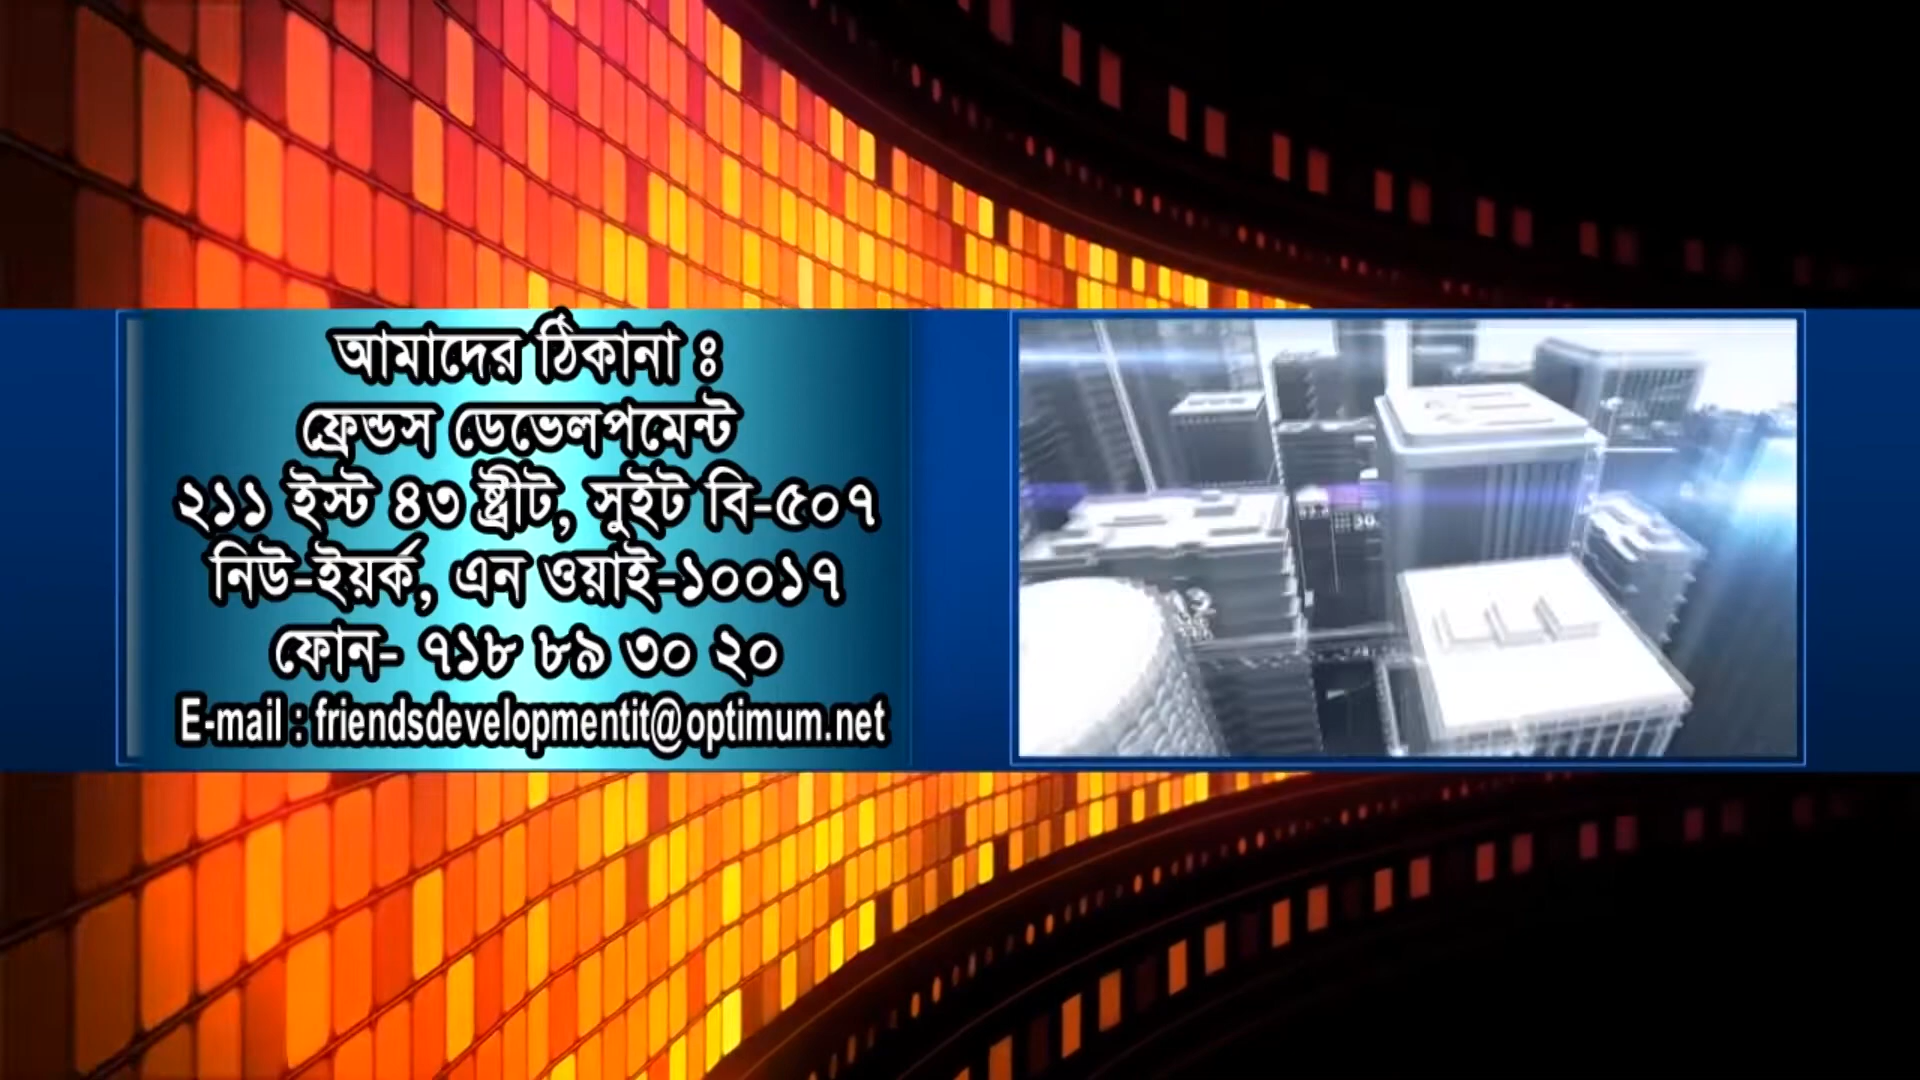 আমাদের ঠিকানা ঃ
ফ্রেন্ডস ডেভেলপমেন্ট
২১১ ইস্ট ৪৩ ষ্ট্রীট, সুইট বি-৫০৭
নিউ-ইয়র্ক, এন ওয়াই-১০০১৭
ফোন- ৭১৮ ৮৯ ৩০ ২০
E-mail : friendsdevelopmentit@optimum.net